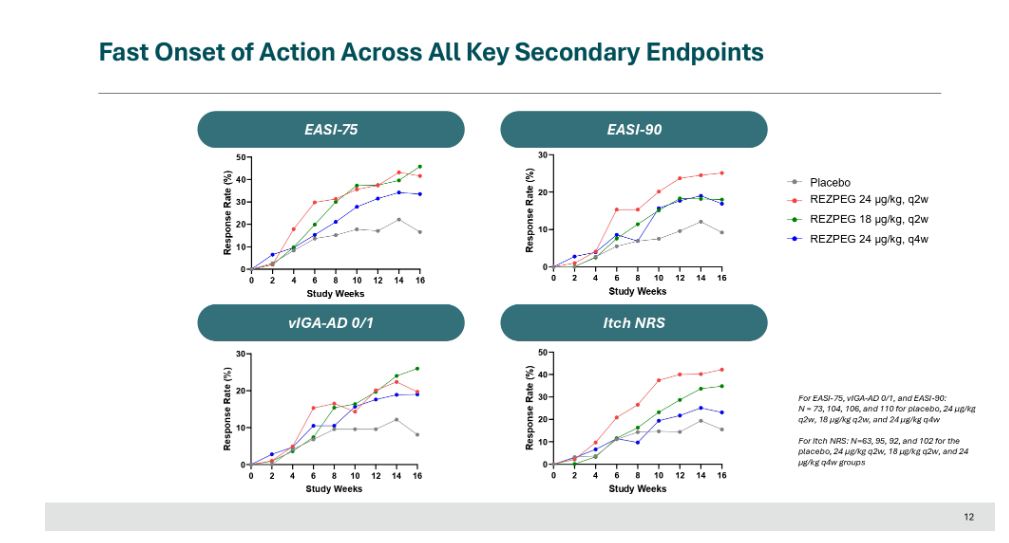 Fast Onset of Action Across All Key Secondary Endpoints
EASI-75
Response Rate (%)
50
40
30
20
10
0
0 2 4 6 8 10 12 14 16
Study Weeks
EASI-90
Response Rate (%)
30
20
10
0
0 2 4 6 8 10 12 14 16
Study Weeks
Placebo
REZPEG 24 µg/kg, q2w
REZPEG 18 µg/kg, q2w
REZPEG 24 µg/kg, q4w
vIGA-AD 0/1
Response Rate (%)
30
20
10
0
0 2 4 6 8 10 12 14 16
Study Weeks
Itch NRS
Response Rate (%)
50
40
30
20
10
0
0 2 4 6 8 10 12 14 16
Study Weeks
For EASI-75, vIGA-AD 0/1, and EASI-90:
N = 73, 104, 106, and 110 for placebo, 24 µg/kg
q2w, 18 µg/kg q2w, and 24 µg/kg q4w
For Itch NRS: N=63, 95, 92, and 102 for the
placebo, 24 µg/kg q2w, 18 µg/kg q2w, and 24
µg/kg q4w groups
12